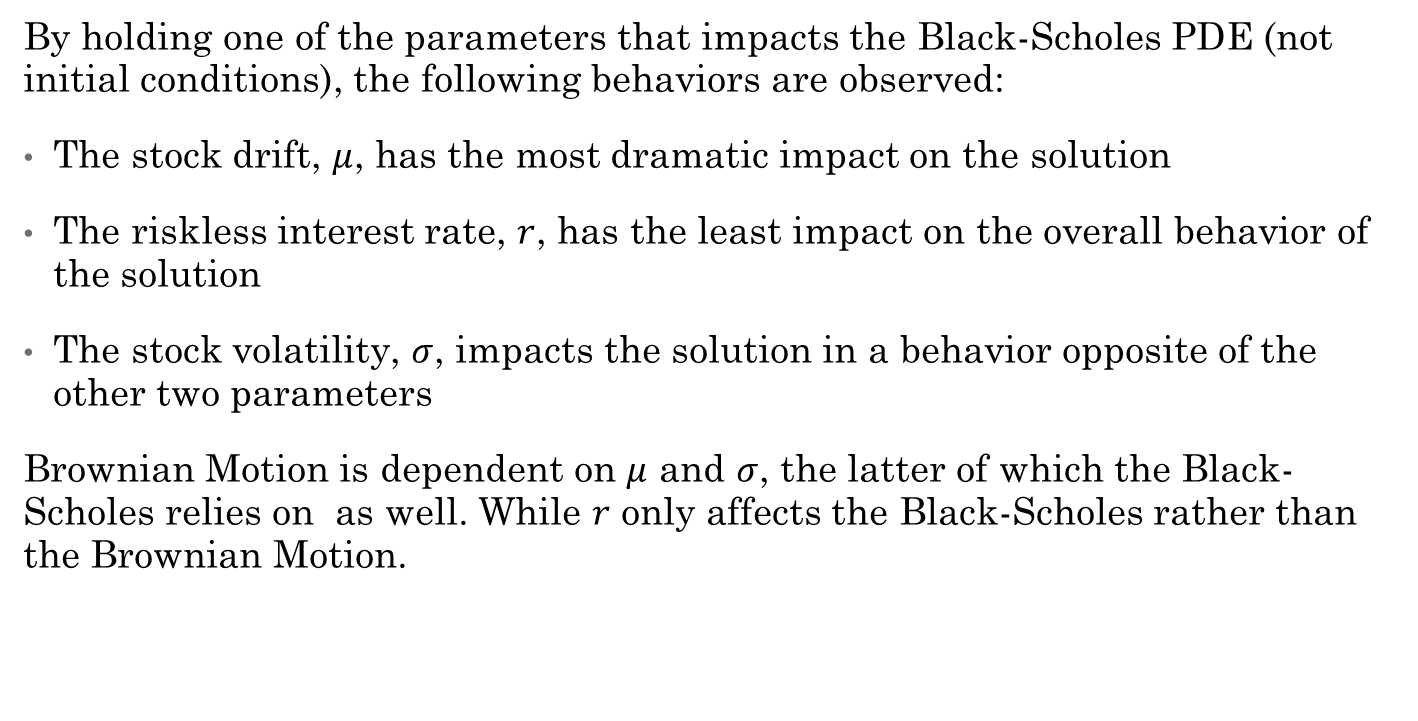 By holding one of the parameters that impacts the Black-Scholes PDE (not
initial conditions), the following behaviors are observed:
• The stock drift, μ, has the most dramatic impact on the solution
• The riskless interest rate, r, has the least impact on the overall behavior of
the solution
• The stock volatility, σ, impacts the solution in a behavior opposite of the
other two parameters
Brownian Motion is dependent on μ and σ, the latter of which the Black-
Scholes relies on  as well. While r only affects the Black-Scholes rather than
the Brownian Motion.